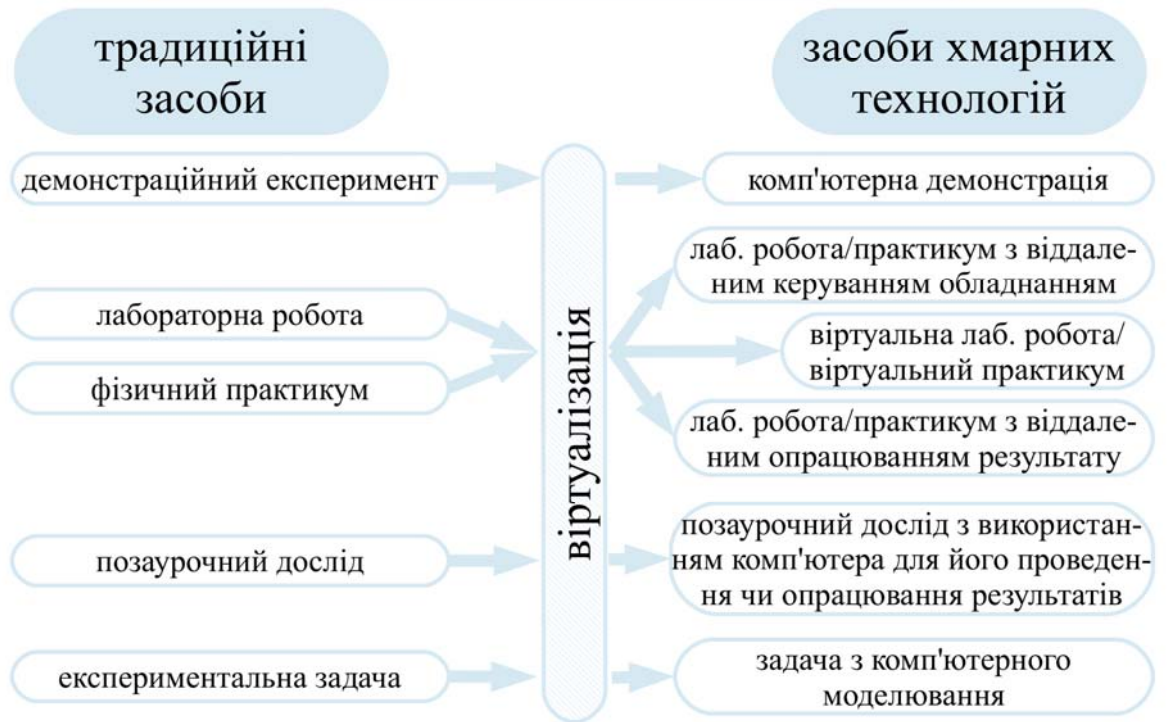 традиційні
засоби
засоби хмарних
технологій
демонстраційний експеримент
комп'ютерна демонстрація
лаб. робота/практикум з віддале-
ним керуванням обладнанням
лабораторна робота
віртуальна лаб. робота/
віртуальний практикум
фізичний практикум
лаб. робота/практикум з віддале-
ним опрацюванням результату
віртуалізація
позаурочний дослід
позаурочний дослід з використан-
ням комп'ютера для його проведен-
ня чи опрацювання результатів
експериментальна задача
задача з комп'ютерного
моделювання